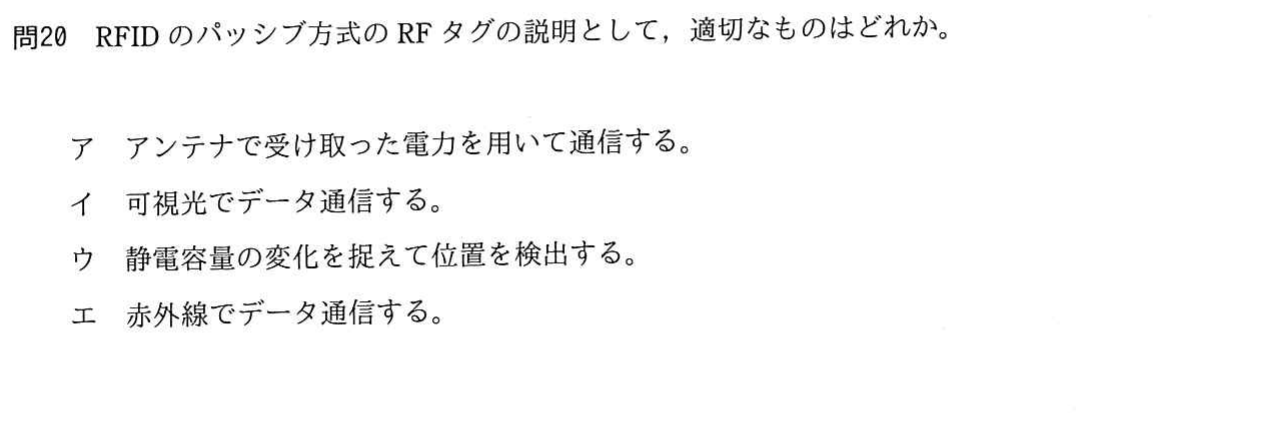 問20 RFID のパッシブ方式の RF タグの説明として，適切なものはどれか。
ア アンテナで受け取った電力を用いて通信する。
イ 可視光でデータ通信する。
ウ 静電容量の変化を捉えて位置を検出する。
エ 赤外線でデータ通信する。